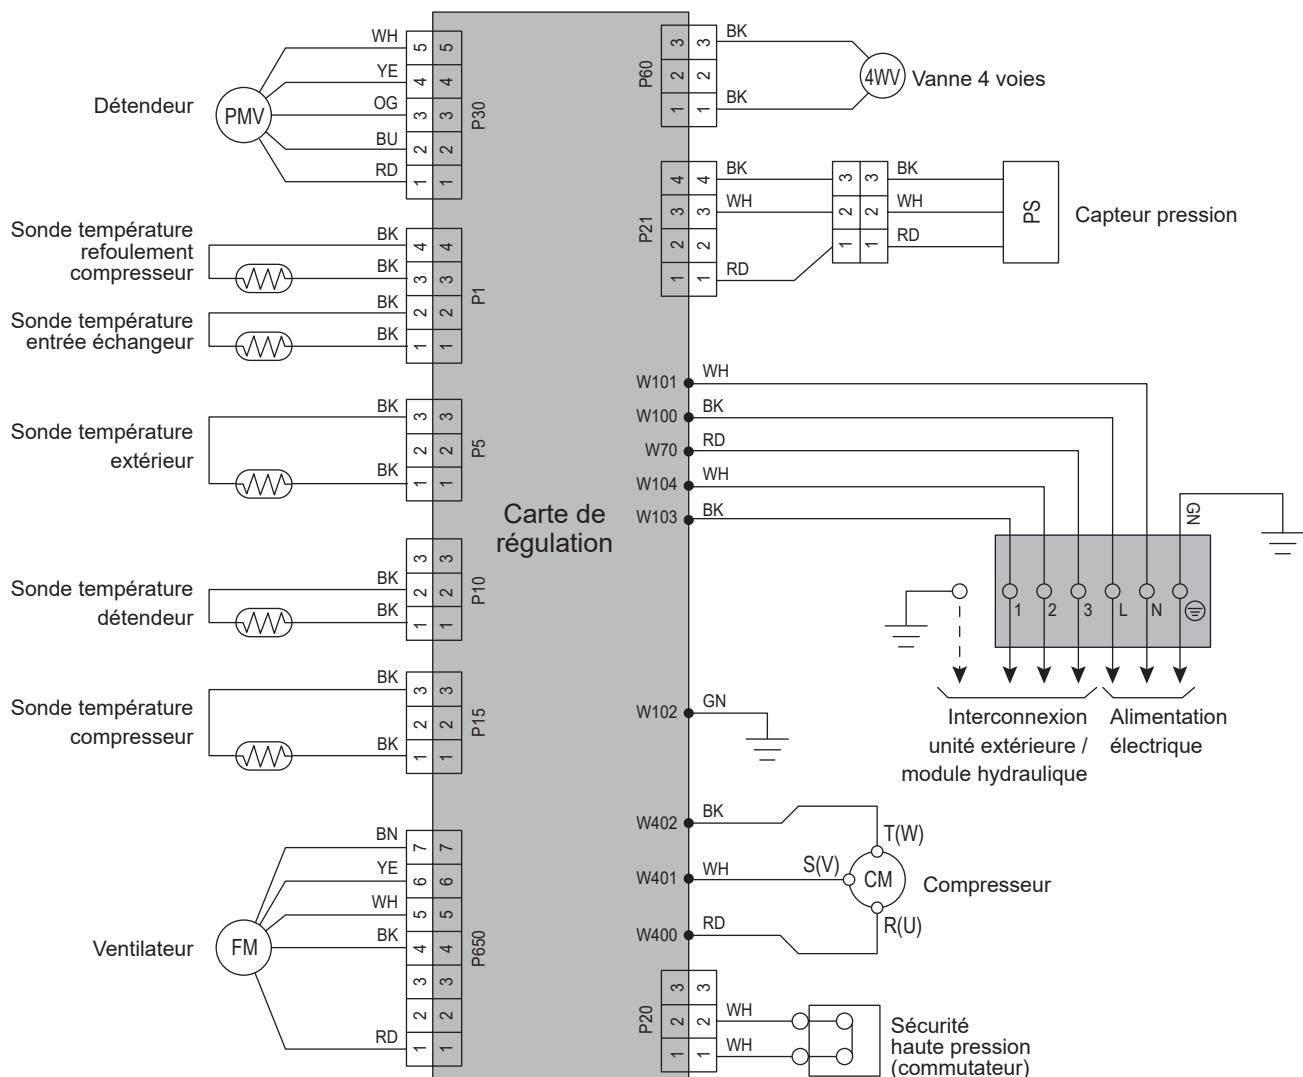 WH
YE
OG
BU
RD
5
4
3
2
1
5
4
3
2
1
P30
Détendeur
PMV
Sonde température
refoulement
compresseur
Sonde température
entrée échangeur
BK
BK
BK
BK
4
3
2
1
4
3
2
1
P1
Sonde température
extérieur
BK
BK
3
2
1
3
2
1
P5
Sonde température
détendeur
BK
BK
3
2
1
3
2
1
P10
Sonde température
compresseur
BK
BK
3
2
1
3
2
1
P15
Ventilateur
FM
BN
YE
WH
BK
RD
7
6
5
4
3
2
1
7
6
5
4
3
2
1
P650
Carte de
régulation
P60
3
2
1
3
2
1
BK
BK
4WV
Vanne 4 voies
P21
4
3
2
1
4
3
2
1
BK
WH
RD
3
2
1
3
2
1
BK
WH
RD
PS
Capteur pression
W101
WH
W100
BK
W70
RD
W104
WH
W103
BK
GN
1
2
3
L
N
Interconnexion
unité extérieure /
module hydraulique
Alimentation
électrique
W102
GN
W402
BK
W401
WH
W400
RD
T(W)
S(V)
CM
R(U)
Compresseur
P20
3
2
1
3
2
1
WH
WH
Sécurité
haute pression
(commutateur)